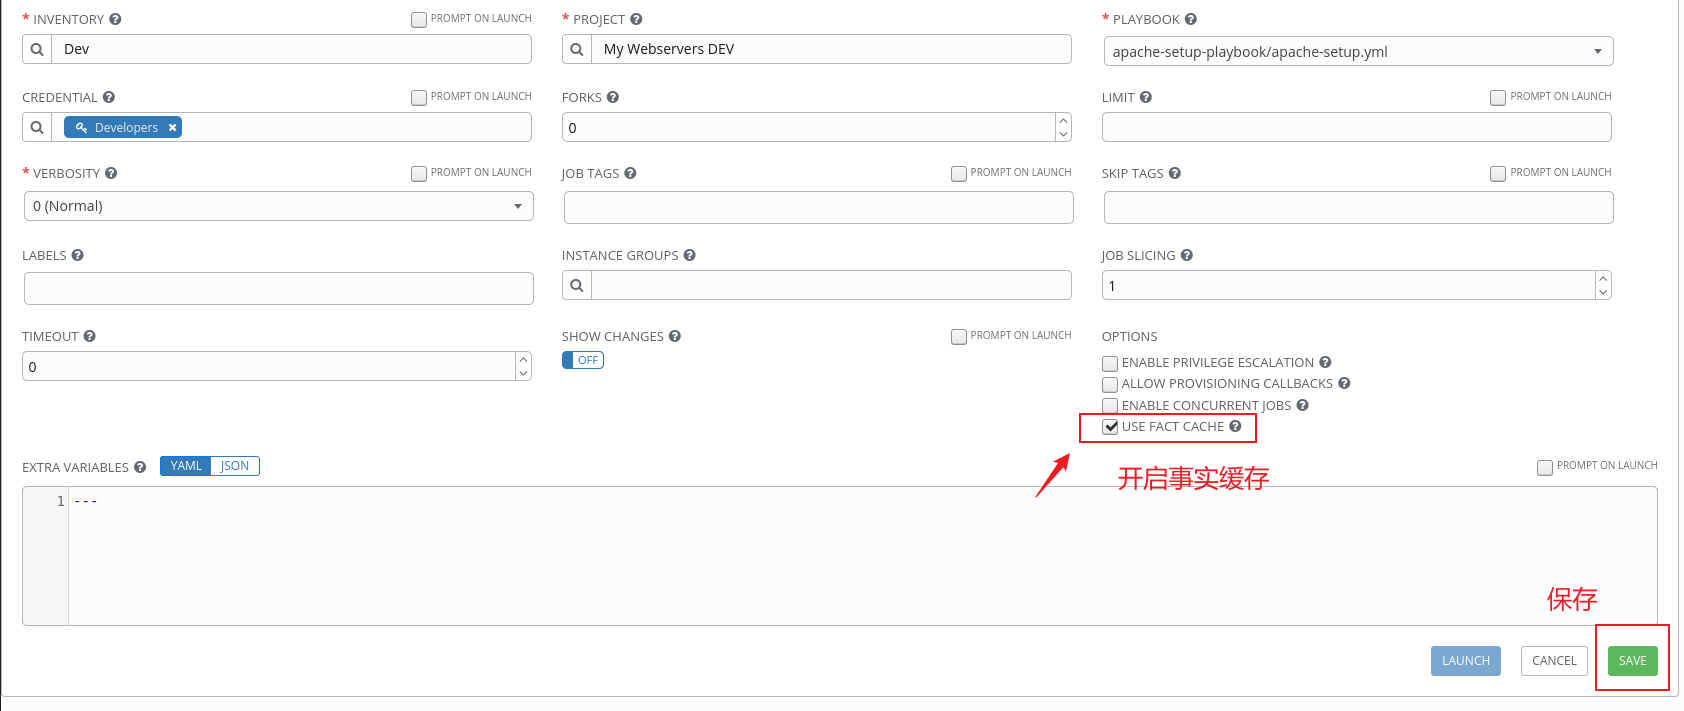 * INVENTORY PROMPT ON LAUNCH * PROJECT * PLAYBOOK
Dev My Webservers DEV apache-setup-playbook/apache-setup.yml
CREDENTIAL PROMPT ON LAUNCH FORKS LIMIT PROMPT ON LAUNCH
Developers × 0
* VERBOSITY PROMPT ON LAUNCH JOB TAGS PROMPT ON LAUNCH SKIP TAGS PROMPT ON LAUNCH
0 (Normal)
LABELS INSTANCE GROUPS JOB SLICING
1
TIMEOUT SHOW CHANGES PROMPT ON LAUNCH OPTIONS
0 OFF
ENABLE PRIVILEGE ESCALATION
ALLOW PROVISIONING CALLBACKS
ENABLE CONCURRENT JOBS
USE FACT CACHE
开启事实缓存
EXTRA VARIABLES YAML JSON PROMPT ON LAUNCH
1 ---
保存
LAUNCH CANCEL SAVE